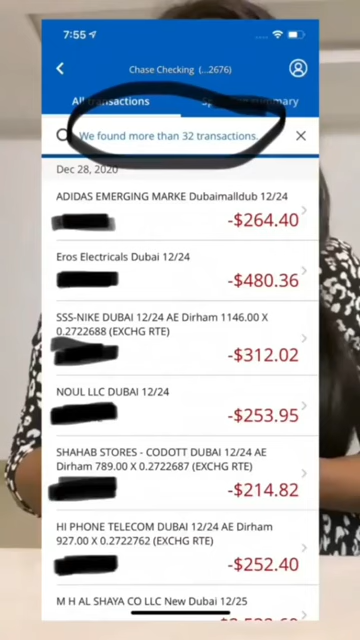 7:55
Chase Checking (...2676)
All transactions
We found more than 32 transactions.
Dec 28, 2020
ADIDAS EMERGING MARKE Dubaimalldub 12/24
-$264.40
Eros Electricals Dubai 12/24
-$480.36
SSS-NIKE DUBAI 12/24 AE Dirham 1146.00 X
0.2722688 (EXCHG RTE)
-$312.02
NOUL LLC DUBAI 12/24
-$253.95
SHAHAB STORES - CODOTT DUBAI 12/24 AE
Dirham 789.00 X 0.2722687 (EXCHG RTE)
-$214.82
HI PHONE TELECOM DUBAI 12/24 AE Dirham
927.00 X 0.2722762 (EXCHG RTE)
-$252.40
M H AL SHAYA CO LLC New Dubai 12/25